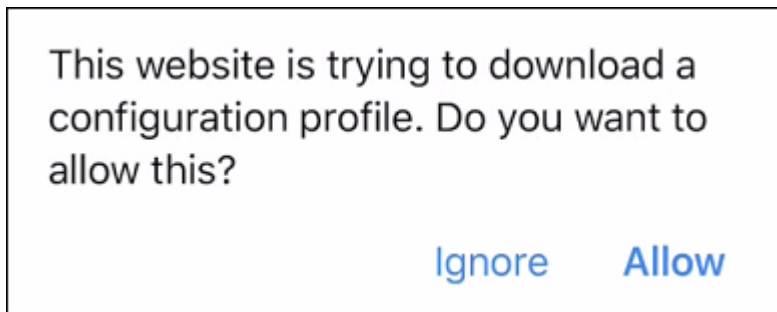 This website is trying to download a
configuration profile. Do you want to
allow this?
Ignore Allow